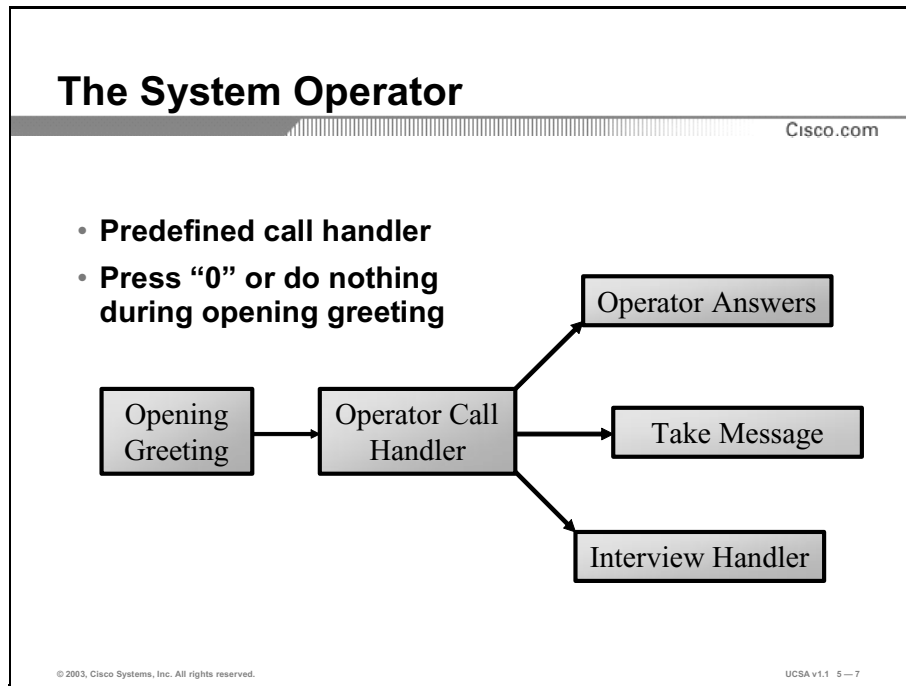 The System Operator
Cisco.com
• Predefined call handler
• Press “0” or do nothing
during opening greeting
Operator Answers
Opening
Greeting
Operator Call
Handler
Take Message
Interview Handler
© 2003, Cisco Systems, Inc. All rights reserved.
UCSA v1.1 5 — 7